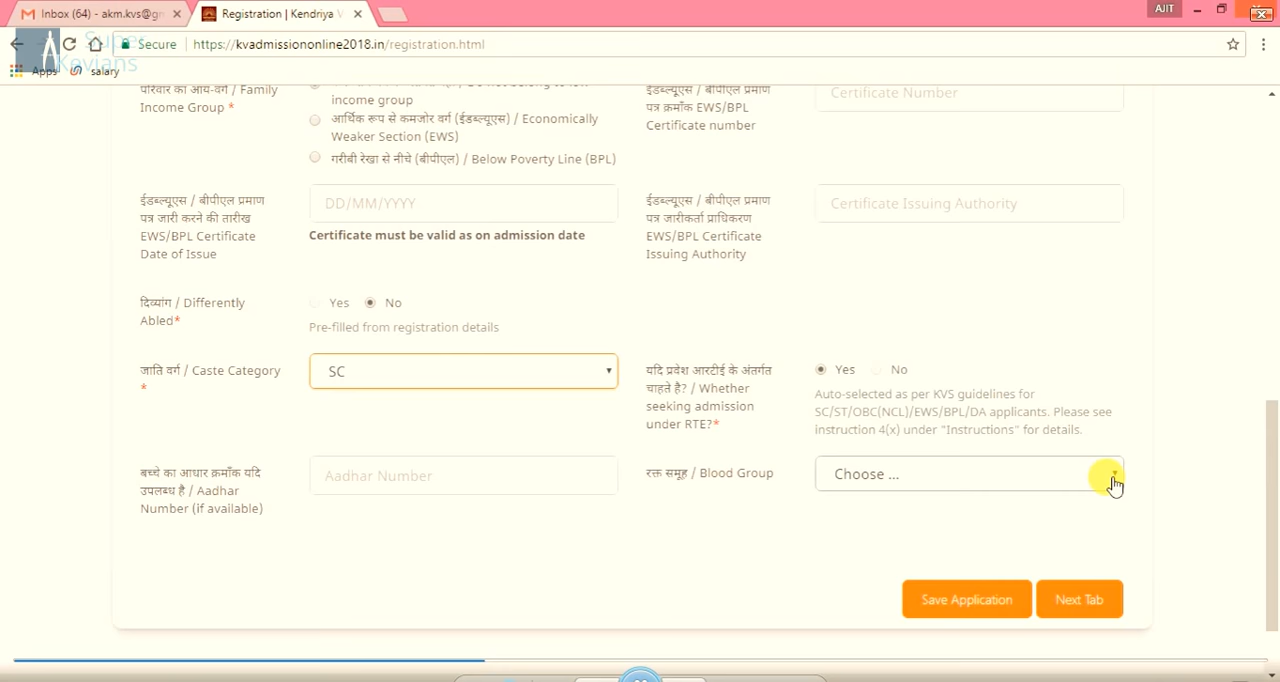 Inbox (64) - akm.kvs@gm
Registration | Kendriya V
AJIT
Secure https://kvadmissiononline2018.in/registration.html
Super
Kevians
Apps salary
परिवार का आय-वर्ग / Family
Income Group *
income group
आर्थिक रूप से कमजोर वर्ग (ईडब्ल्यूएस) / Economically
Weaker Section (EWS)
गरीबी रेखा से नीचे (बीपीएल) / Below Poverty Line (BPL)
ईडब्ल्यूएस / बीपीएल प्रमाण
पत्र क्रमाँक EWS/BPL
Certificate number
Certificate Number
ईडब्ल्यूएस / बीपीएल प्रमाण
पत्र जारी करने की तारीख
EWS/BPL Certificate
Date of Issue
DD/MM/YYYY
Certificate must be valid as on admission date
ईडब्ल्यूएस / बीपीएल प्रमाण
पत्र जारीकर्ता प्राधिकरण
EWS/BPL Certificate
Issuing Authority
Certificate Issuing Authority
दिव्यांग / Differently
Abled*
Yes No
Pre-filled from registration details
जाति वर्ग / Caste Category
*
SC
यदि प्रवेश आरटीई के अंतर्गत
चाहते है? / Whether
seeking admission
under RTE?*
Yes No
Auto-selected as per KVS guidelines for
SC/ST/OBC(NCL)/EWS/BPL/DA applicants. Please see
instruction 4(x) under "Instructions" for details.
बच्चे का आधार क्रमाँक यदि
उपलब्ध है / Aadhar
Number (if available)
Aadhar Number
रक्त समूह / Blood Group
Choose ...
Save Application
Next Tab